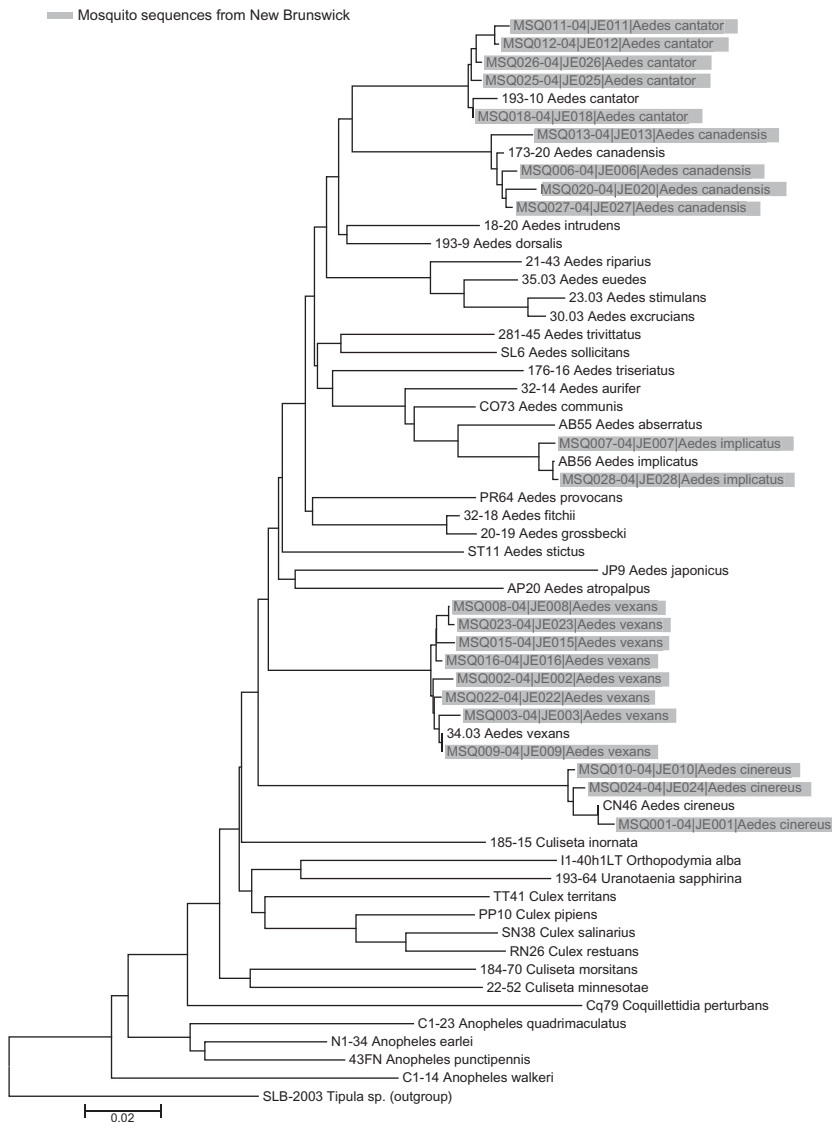 Mosquito sequences from New Brunswick
MSQ011-04|JE011|Aedes cantator
MSQ012-04|JE012|Aedes cantator
MSQ026-04|JE026|Aedes cantator
MSQ025-04|JE025|Aedes cantator
193-10 Aedes cantator
MSQ018-04|JE018|Aedes cantator
MSQ013-04|JE013|Aedes canadensis
173-20 Aedes canadensis
MSQ006-04|JE006|Aedes canadensis
MSQ020-04|JE020|Aedes canadensis
MSQ027-04|JE027|Aedes canadensis
18-20 Aedes intrudens
193-9 Aedes dorsalis
21-43 Aedes riparius
35.03 Aedes euedes
23.03 Aedes stimulans
30.03 Aedes excrucians
281-45 Aedes trivittatus
SL6 Aedes sollicitans
176-16 Aedes triseriatus
32-14 Aedes aurifer
CO73 Aedes communis
AB55 Aedes abserratus
MSQ007-04|JE007|Aedes implicatus
AB56 Aedes implicatus
MSQ028-04|JE028|Aedes implicatus
PR64 Aedes provocans
32-18 Aedes fitchii
20-19 Aedes grossbecki
ST11 Aedes stictus
JP9 Aedes japonicus
AP20 Aedes atropalpus
MSQ008-04|JE008|Aedes vexans
MSQ023-04|JE023|Aedes vexans
MSQ015-04|JE015|Aedes vexans
MSQ016-04|JE016|Aedes vexans
MSQ002-04|JE002|Aedes vexans
MSQ022-04|JE022|Aedes vexans
MSQ003-04|JE003|Aedes vexans
34.03 Aedes vexans
MSQ009-04|JE009|Aedes vexans
MSQ010-04|JE010|Aedes cinereus
MSQ024-04|JE024|Aedes cinereus
CN46 Aedes cireneus
MSQ001-04|JE001|Aedes cinereus
185-15 Culiseta inornata
I1-40h1LT Orthopodymia alba
193-64 Uranotaenia sapphirina
TT41 Culex territans
PP10 Culex pipiens
SN38 Culex salinarius
RN26 Culex restuans
184-70 Culiseta morsitans
22-52 Culiseta minnesotae
Cq79 Coquillettidia perturbans
C1-23 Anopheles quadrimaculatus
N1-34 Anopheles earlei
43FN Anopheles punctipennis
C1-14 Anopheles walkeri
SLB-2003 Tipula sp. (outgroup)
0.02